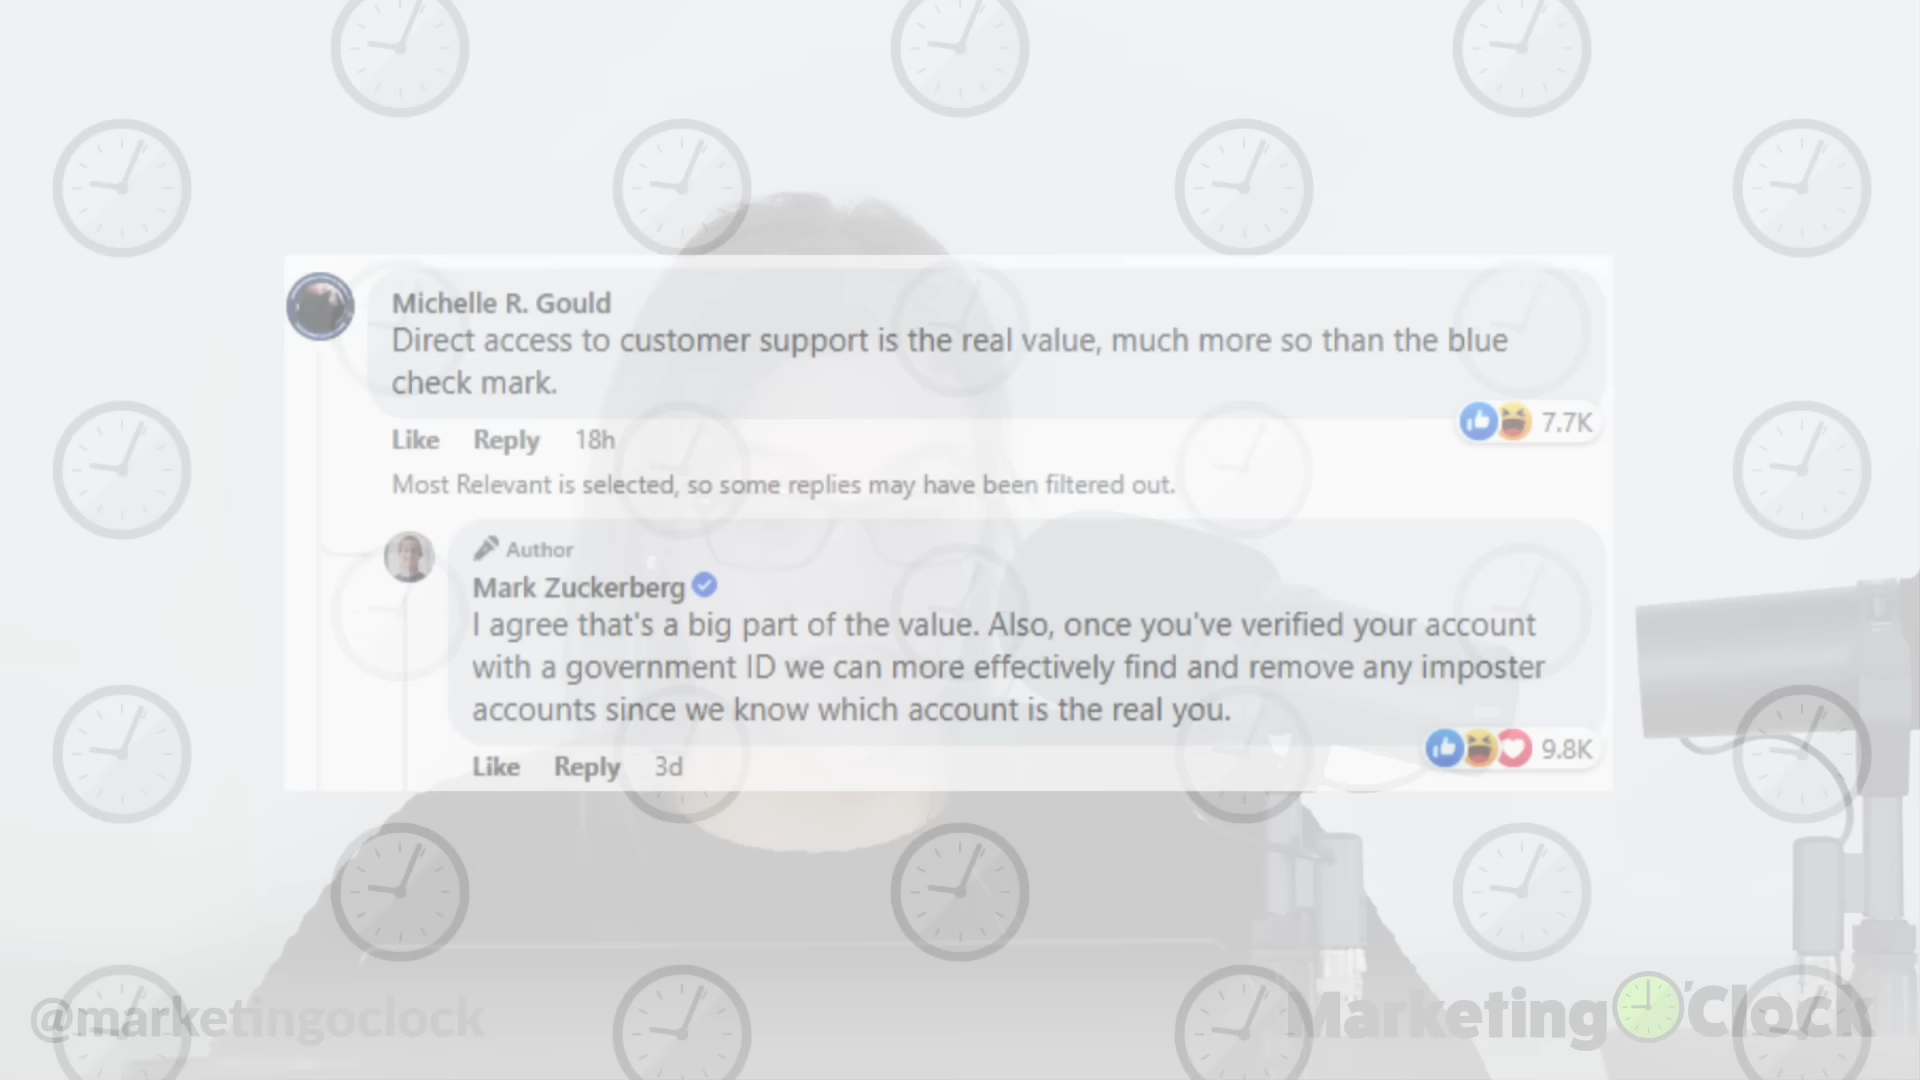 Michelle R. Gould
Direct access to customer support is the real value, much more so than the blue
check mark.
7.7K
Like Reply 18h
Most Relevant is selected, so some replies may have been filtered out.
Author
Mark Zuckerberg
I agree that's a big part of the value. Also, once you've verified your account
with a government ID we can more effectively find and remove any imposter
accounts since we know which account is the real you.
9.8K
Like Reply 3d
@marketingoclock
Marketing O'Clock